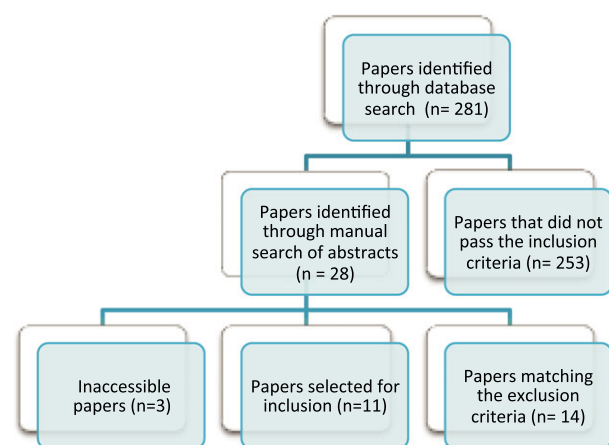 Papers identified
through database
search  (n= 281)
Papers identified
through manual
search of abstracts
(n = 28)
Papers that did not
pass the inclusion
criteria (n= 253)
Inaccessible
papers (n=3)
Papers selected for
inclusion (n=11)
Papers matching
the exclusion
criteria (n= 14)